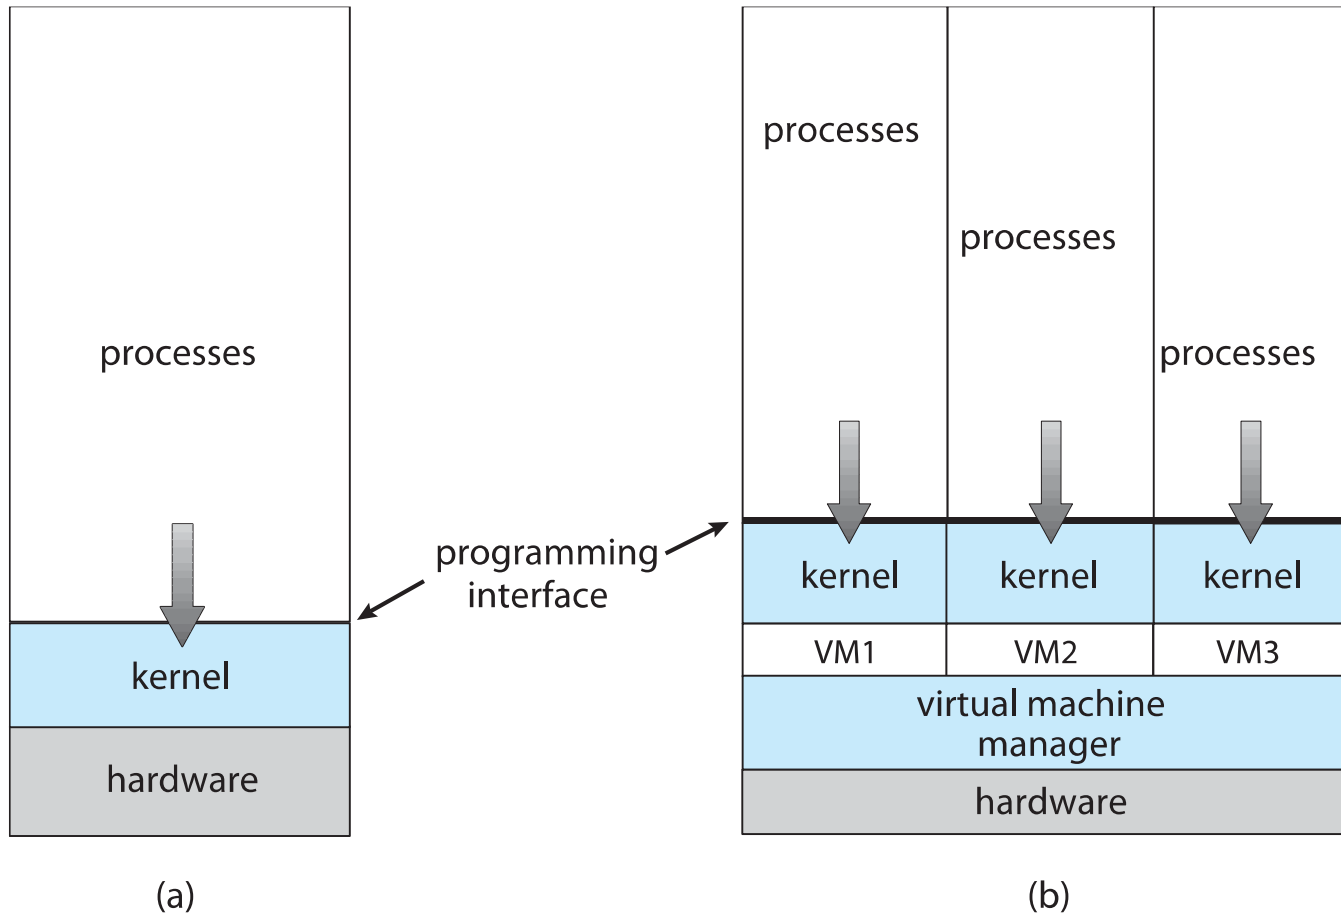 processes
kernel
hardware
(a)
programming
interface
processes
processes
processes
kernel
kernel
kernel
VM1
VM2
VM3
virtual machine
manager
hardware
(b)